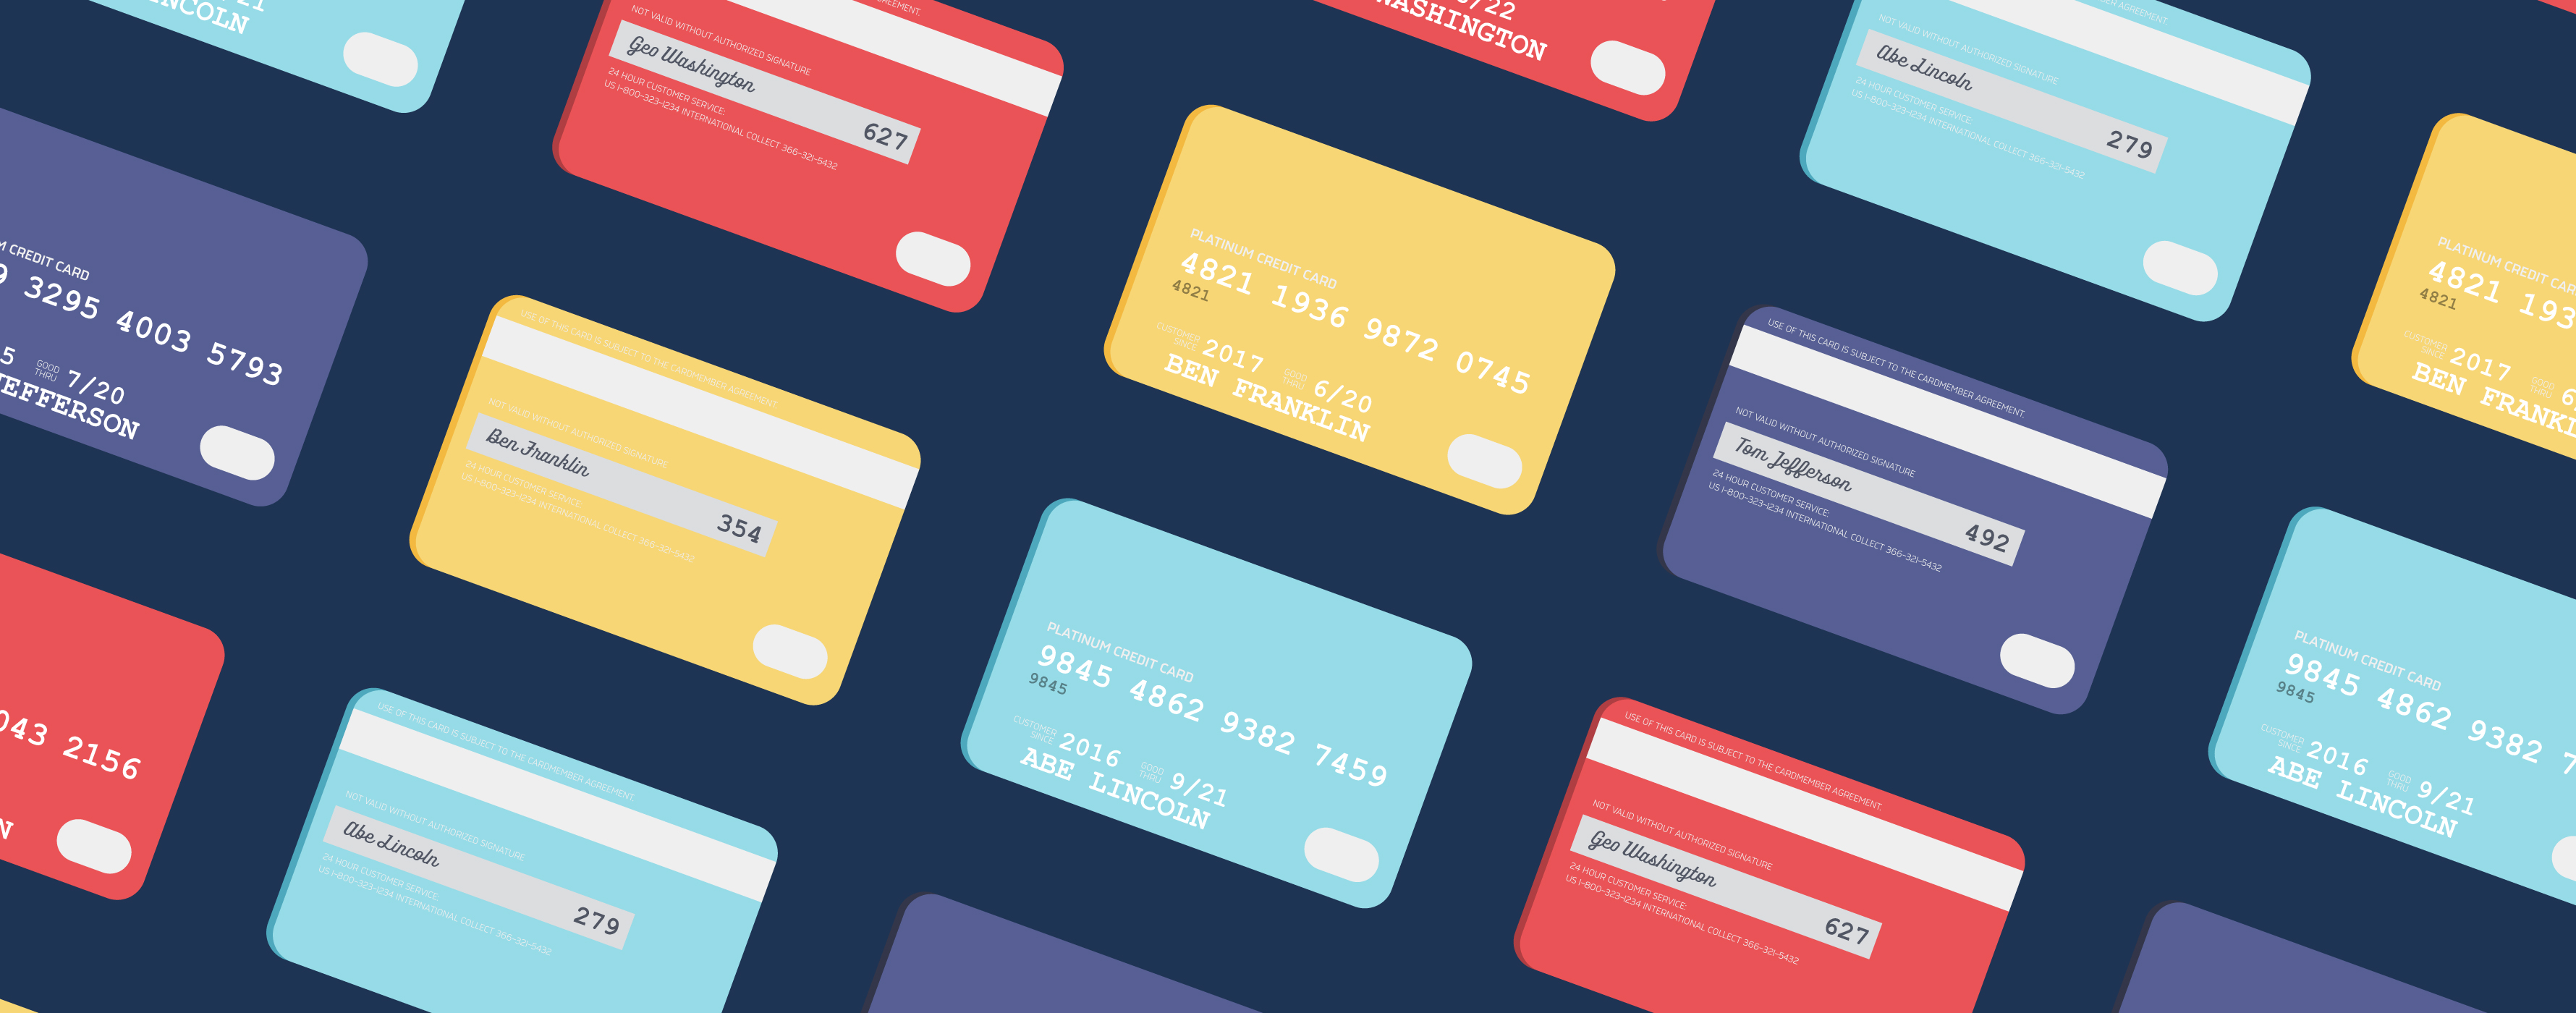 21
NCOLN
AGREEMENT.
NOT VALID WITHOUT AUTHORIZED SIGNATURE
Geo Washington
627
24 HOUR CUSTOMER SERVICE:
US 1-800-323-1234 INTERNATIONAL COLLECT 366-321-5432
/22
WASHINGTON
AGREEMENT.
NOT VALID WITHOUT AUTHORIZED SIGNATURE
Abe Lincoln
279
24 HOUR CUSTOMER SERVICE:
US 1-800-323-1234 INTERNATIONAL COLLECT 366-321-5432
CREDIT CARD
9 3295 4003 5793
5 GOOD THRU 7/20
EFFERSON
USE OF THIS CARD IS SUBJECT TO THE CARDMEMBER AGREEMENT.
NOT VALID WITHOUT AUTHORIZED SIGNATURE
Ben Franklin
354
24 HOUR CUSTOMER SERVICE:
US 1-800-323-1234 INTERNATIONAL COLLECT 366-321-5432
PLATINUM CREDIT CARD
4821 1936 9872 0745
4821
CUSTOMER SINCE 2017 GOOD THRU 6/20
BEN FRANKLIN
USE OF THIS CARD IS SUBJECT TO THE CARDMEMBER AGREEMENT.
NOT VALID WITHOUT AUTHORIZED SIGNATURE
Tom Jefferson
492
24 HOUR CUSTOMER SERVICE:
US 1-800-323-1234 INTERNATIONAL COLLECT 366-321-5432
PLATINUM CREDIT CAR
4821 193
4821
CUSTOMER SINCE 2017 GOOD THRU 6
BEN FRANKL
043 2156
N
USE OF THIS CARD IS SUBJECT TO THE CARDMEMBER AGREEMENT.
NOT VALID WITHOUT AUTHORIZED SIGNATURE
Abe Lincoln
279
24 HOUR CUSTOMER SERVICE:
US 1-800-323-1234 INTERNATIONAL COLLECT 366-321-5432
PLATINUM CREDIT CARD
9845 4862 9382 7459
9845
CUSTOMER SINCE 2016 GOOD THRU 9/21
ABE LINCOLN
USE OF THIS CARD IS SUBJECT TO THE CARDMEMBER AGREEMENT.
NOT VALID WITHOUT AUTHORIZED SIGNATURE
Geo Washington
627
24 HOUR CUSTOMER SERVICE:
US 1-800-323-1234 INTERNATIONAL COLLECT 366-321-5432
PLATINUM CREDIT CARD
9845 4862 9382 7
9845
CUSTOMER SINCE 2016 GOOD THRU 9/21
ABE LINCOLN